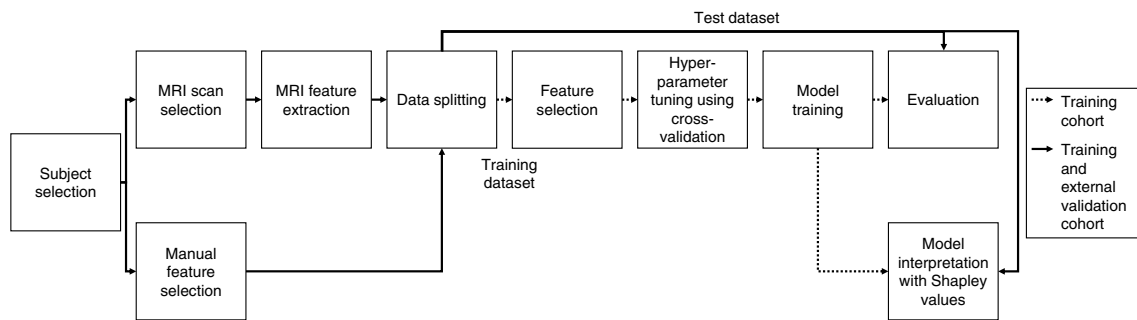 Test dataset
MRI scan
selection
MRI feature
extraction
Data splitting
Feature
selection
Hyper-
parameter
tuning using
cross-
validation
Model
training
Evaluation
Training
cohort
Training
and
external
validation
cohort
Training
dataset
Subject
selection
Manual
feature
selection
Model
interpretation
with Shapley
values